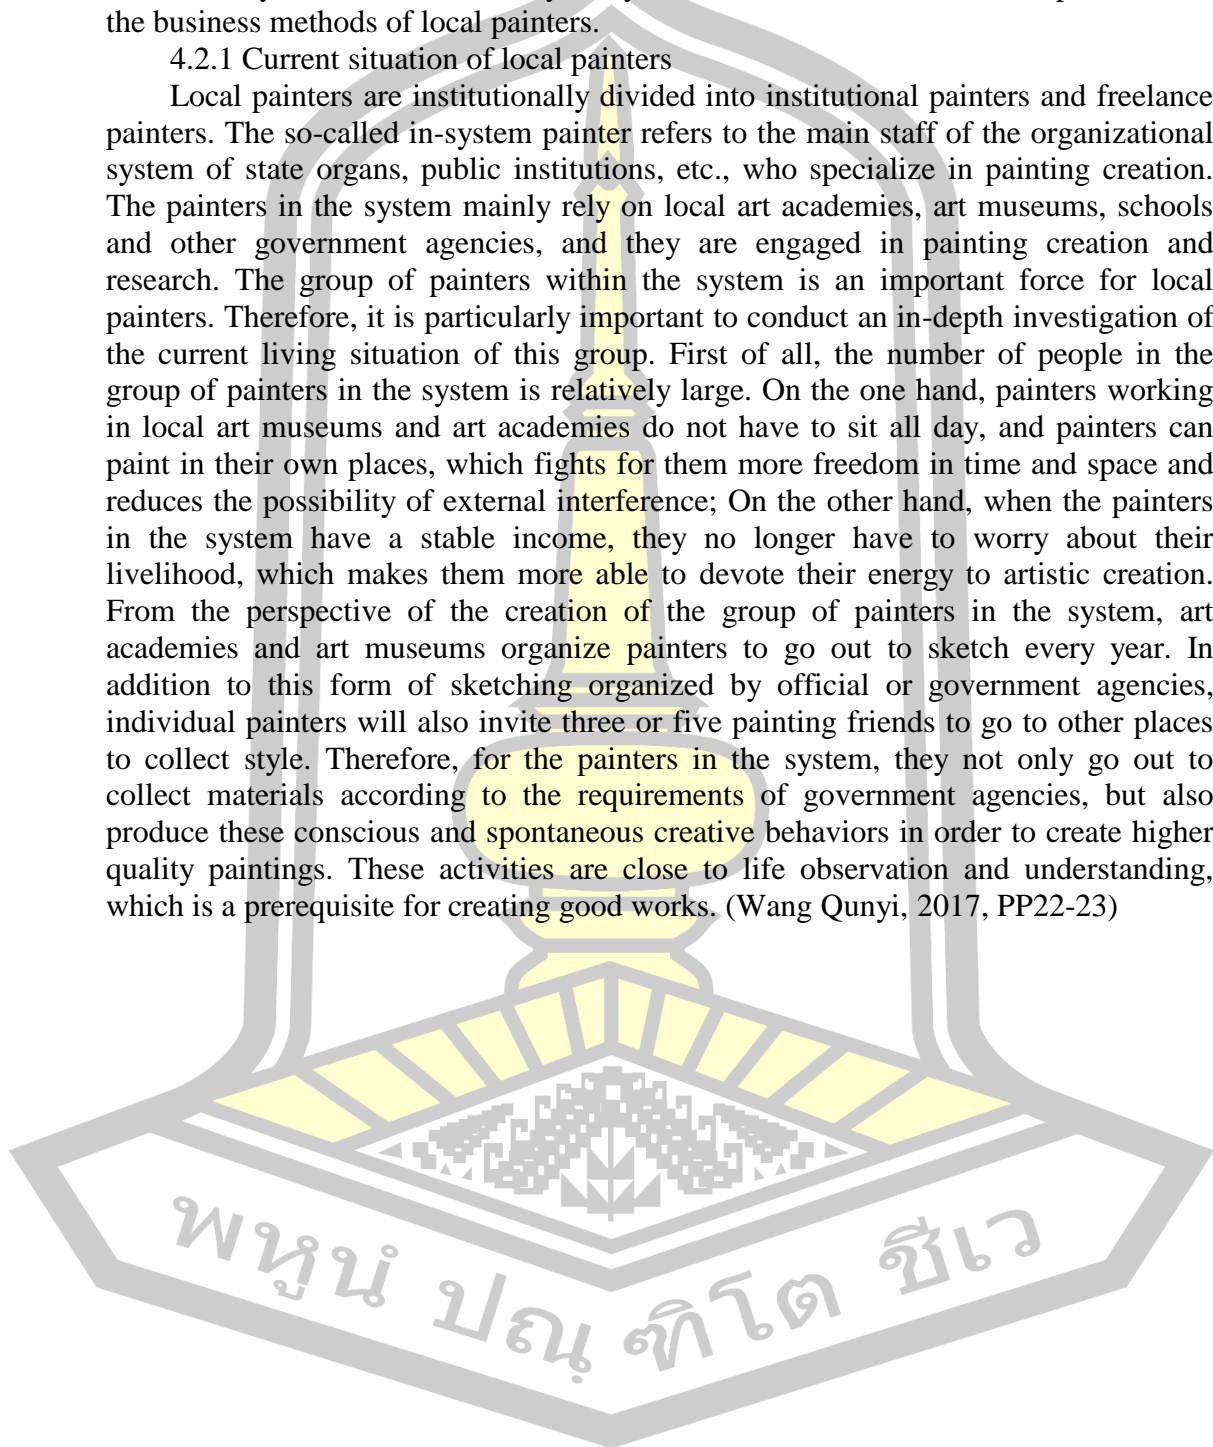 the business methods of local painters.
4.2.1 Current situation of local painters
Local painters are institutionally divided into institutional painters and freelance
painters. The so-called in-system painter refers to the main staff of the organizational
system of state organs, public institutions, etc., who specialize in painting creation.
The painters in the system mainly rely on local art academies, art museums, schools
and other government agencies, and they are engaged in painting creation and
research. The group of painters within the system is an important force for local
painters. Therefore, it is particularly important to conduct an in-depth investigation of
the current living situation of this group. First of all, the number of people in the
group of painters in the system is relatively large. On the one hand, painters working
in local art museums and art academies do not have to sit all day, and painters can
paint in their own places, which fights for them more freedom in time and space and
reduces the possibility of external interference; On the other hand, when the painters
in the system have a stable income, they no longer have to worry about their
livelihood, which makes them more able to devote their energy to artistic creation.
From the perspective of the creation of the group of painters in the system, art
academies and art museums organize painters to go out to sketch every year. In
addition to this form of sketching organized by official or government agencies,
individual painters will also invite three or five painting friends to go to other places
to collect style. Therefore, for the painters in the system, they not only go out to
collect materials according to the requirements of government agencies, but also
produce these conscious and spontaneous creative behaviors in order to create higher
quality paintings. These activities are close to life observation and understanding,
which is a prerequisite for creating good works. (Wang Qunyi, 2017, PP22-23)
พหูนํ ปณฺฑิโต ชีเว